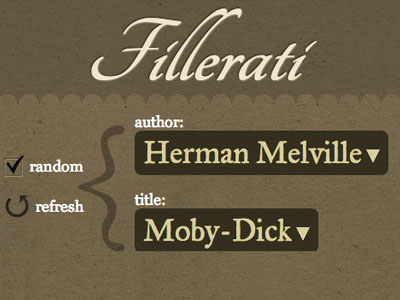 Fillerati
author:
Herman Melville
random
refresh
title:
Moby-Dick